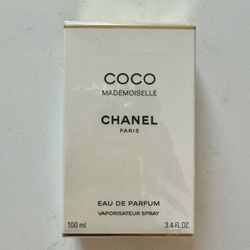 COCO
MADEMOISELLE
CHANEL
PARIS
EAU DE PARFUM
VAPORISATEUR SPRAY
100 ml 3.4 FL.OZ.